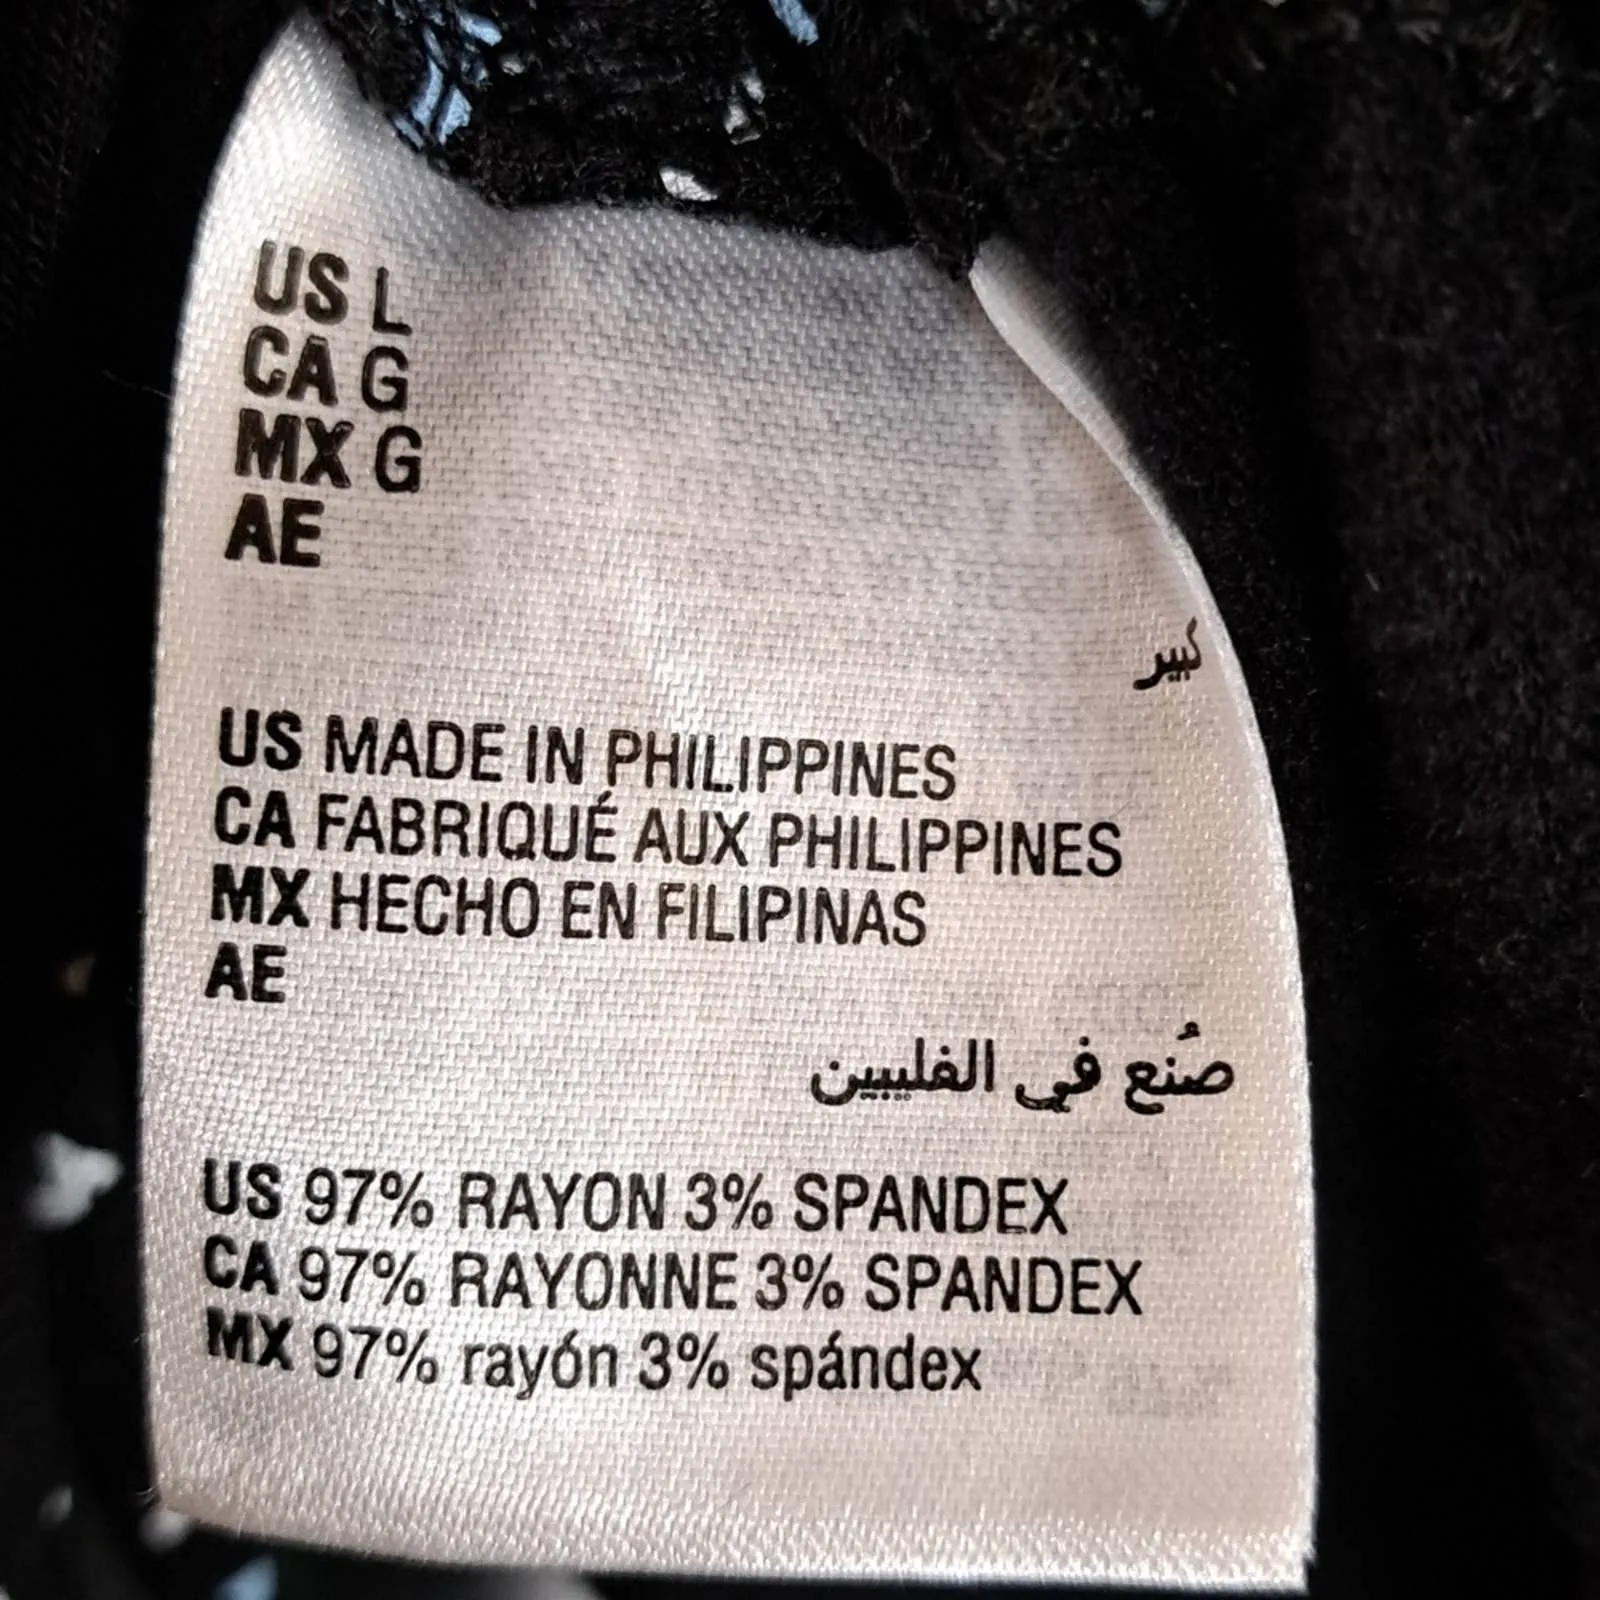 US L
CA G
MX G
AE
كبير
US MADE IN PHILIPPINES
CA FABRIQUÉ AUX PHILIPPINES
MX HECHO EN FILIPINAS
AE
صُنع في الفليبين
US 97% RAYON 3% SPANDEX
CA 97% RAYONNE 3% SPANDEX
MX 97% rayón 3% spándex